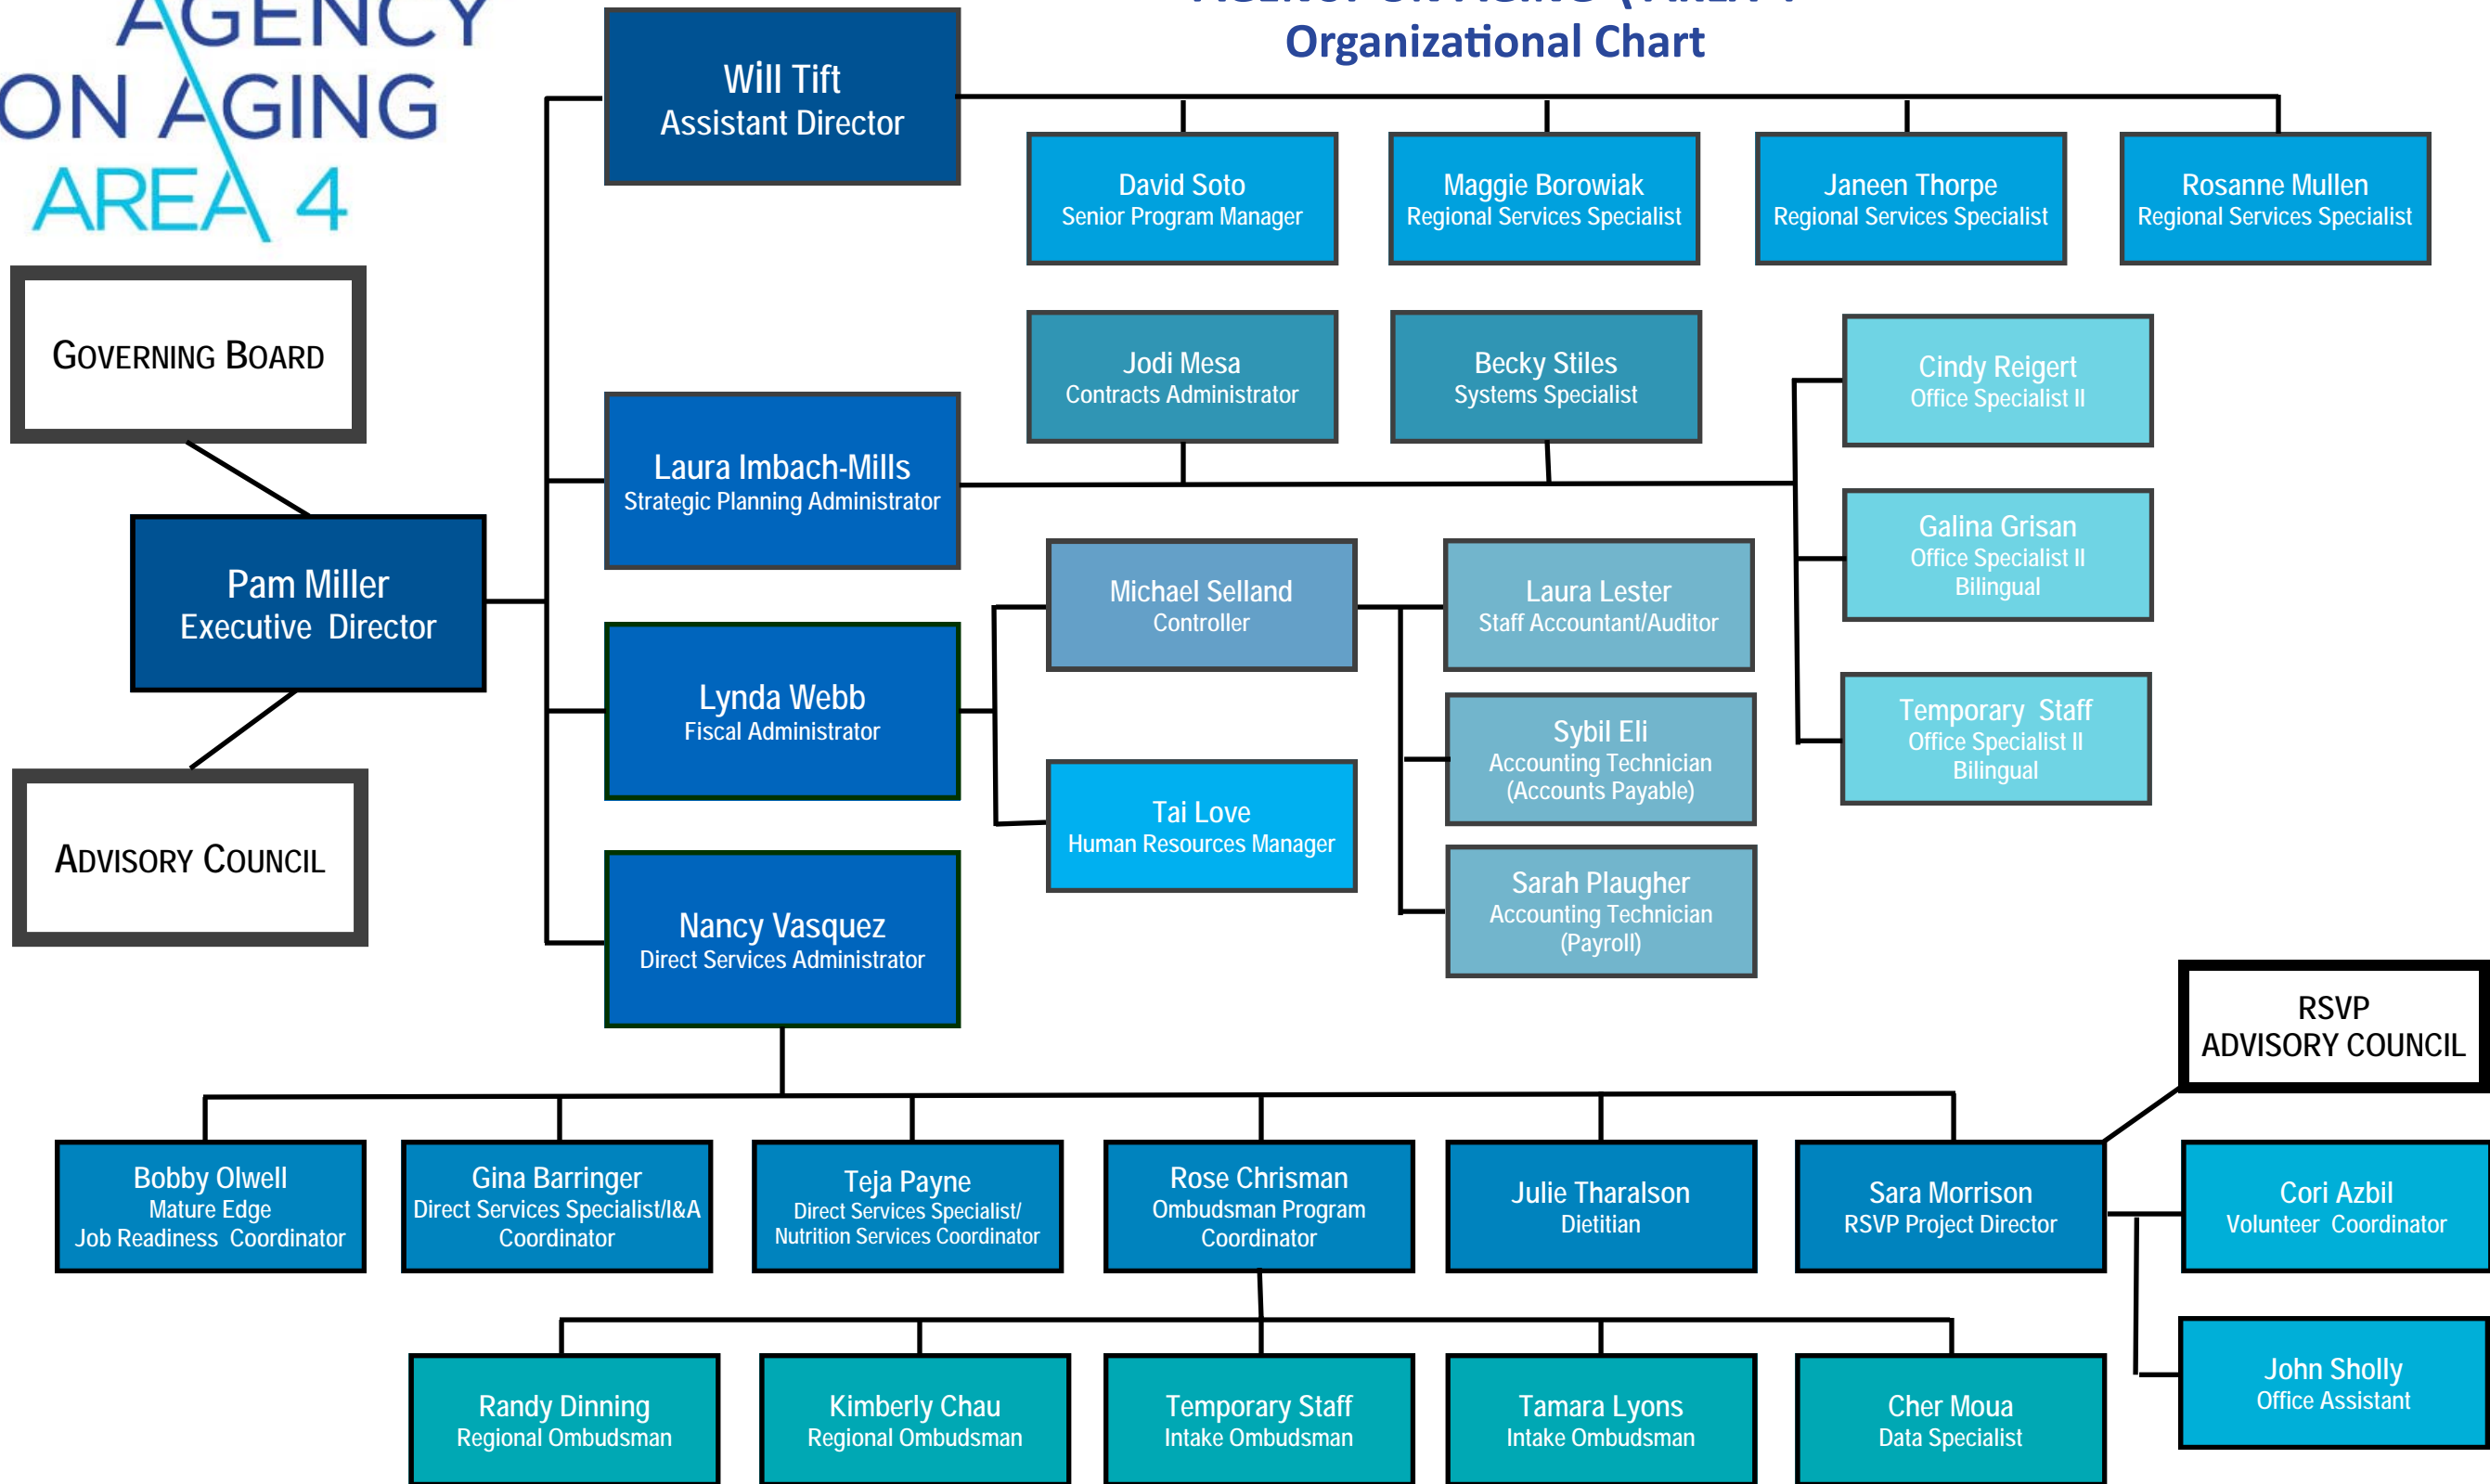 AGENCY
ON AGING
AREA 4
AGENCY ON AGING \ AREA 4
Organizational Chart
Will Tift
Assistant Director
David Soto
Senior Program Manager
Maggie Borowiak
Regional Services Specialist
Janeen Thorpe
Regional Services Specialist
Rosanne Mullen
Regional Services Specialist
GOVERNING BOARD
Jodi Mesa
Contracts Administrator
Becky Stiles
Systems Specialist
Cindy Reigert
Office Specialist II
Laura Imbach-Mills
Strategic Planning Administrator
Galina Grisan
Office Specialist II
Bilingual
Pam Miller
Executive  Director
Michael Selland
Controller
Laura Lester
Staff Accountant/Auditor
Lynda Webb
Fiscal Administrator
Sybil Eli
Accounting Technician
(Accounts Payable)
Temporary  Staff
Office Specialist II
Bilingual
ADVISORY COUNCIL
Tai Love
Human Resources Manager
Sarah Plaugher
Accounting Technician
(Payroll)
Nancy Vasquez
Direct Services Administrator
RSVP
ADVISORY COUNCIL
Bobby Olwell
Mature Edge
Job Readiness  Coordinator
Gina Barringer
Direct Services Specialist/I&A
Coordinator
Teja Payne
Direct Services Specialist/
Nutrition Services Coordinator
Rose Chrisman
Ombudsman Program
Coordinator
Julie Tharalson
Dietitian
Sara Morrison
RSVP Project Director
Cori Azbil
Volunteer  Coordinator
Randy Dinning
Regional Ombudsman
Kimberly Chau
Regional Ombudsman
Temporary Staff
Intake Ombudsman
Tamara Lyons
Intake Ombudsman
Cher Moua
Data Specialist
John Sholly
Office Assistant